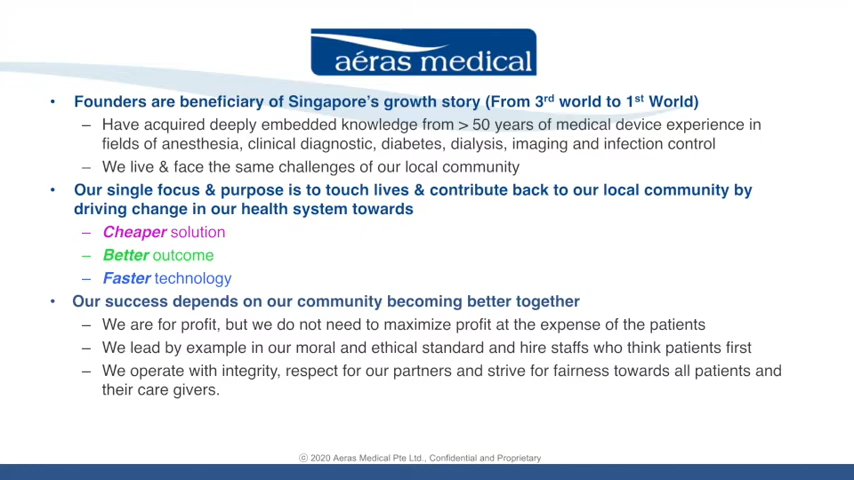 aéras medical
• Founders are beneficiary of Singapore's growth story (From 3rd world to 1st World)
– Have acquired deeply embedded knowledge from > 50 years of medical device experience in
fields of anesthesia, clinical diagnostic, diabetes, dialysis, imaging and infection control
– We live & face the same challenges of our local community
• Our single focus & purpose is to touch lives & contribute back to our local community by
driving change in our health system towards
– Cheaper solution
– Better outcome
– Faster technology
• Our success depends on our community becoming better together
– We are for profit, but we do not need to maximize profit at the expense of the patients
– We lead by example in our moral and ethical standard and hire staffs who think patients first
– We operate with integrity, respect for our partners and strive for fairness towards all patients and
their care givers.
ⓒ 2020 Aeras Medical Pte Ltd., Confidential and Proprietary